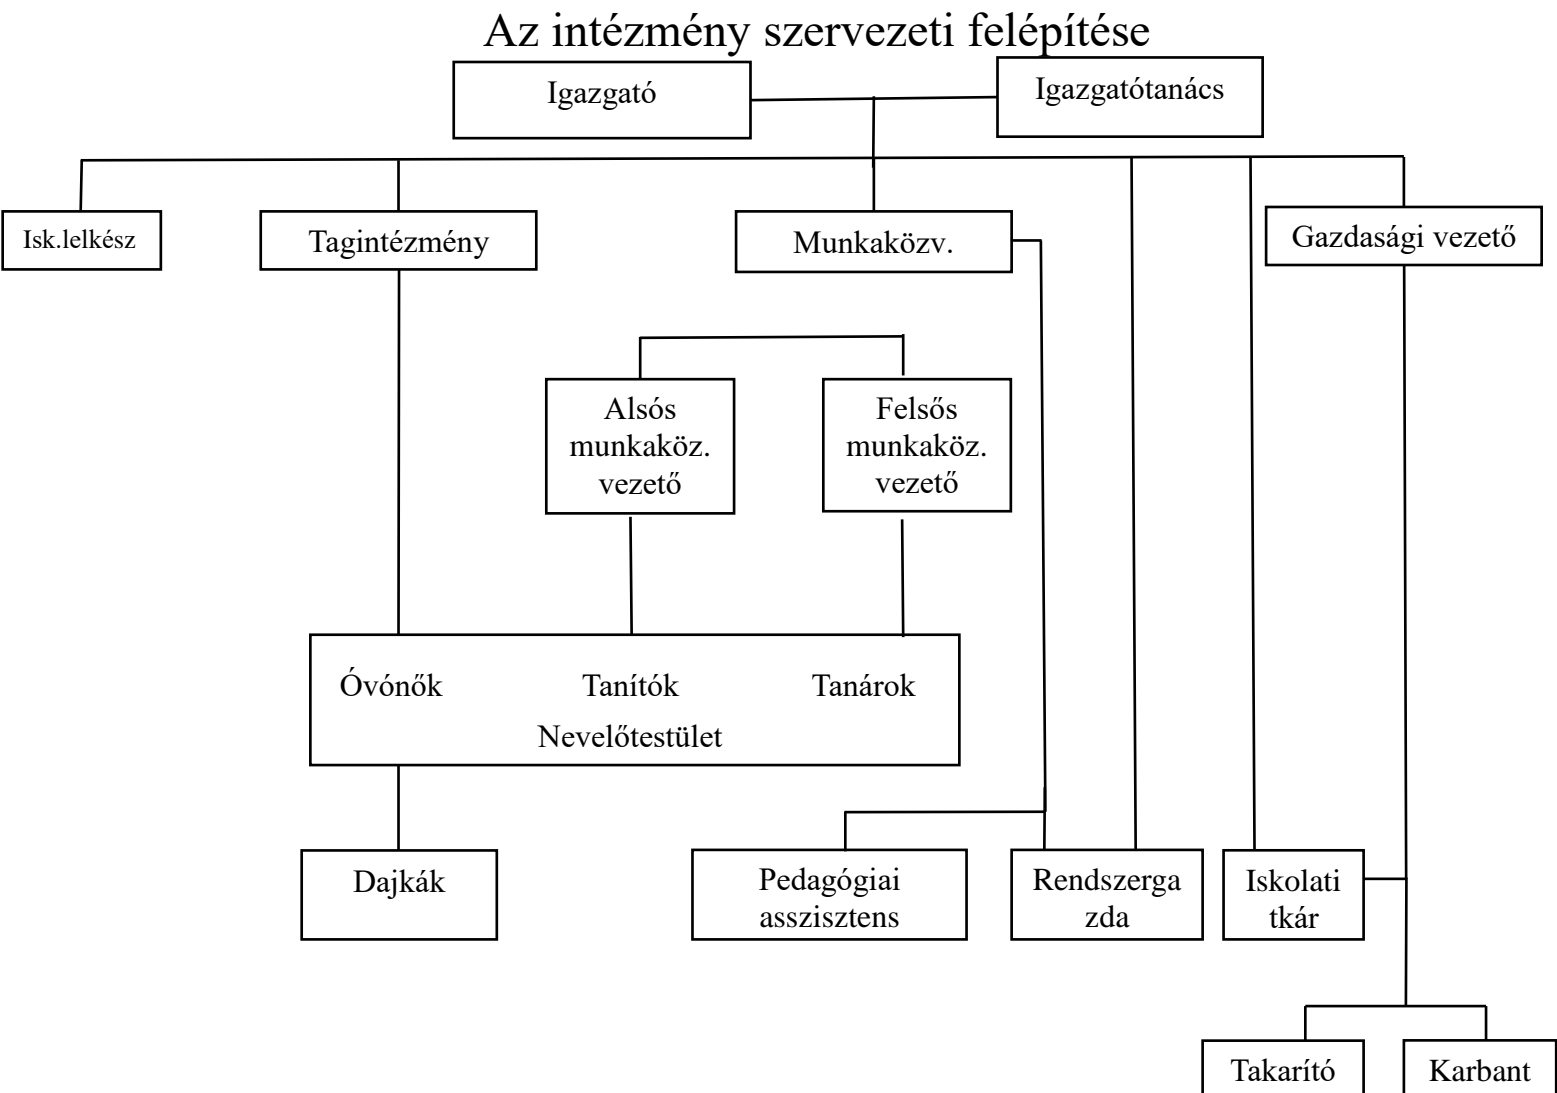 Az intézmény szervezeti felépítése
Igazgató
Igazgatótanács
Isk.lelkész
Tagintézmény
Munkaközv.
Gazdasági vezető
Alsós
munkaköz.
vezető
Felsős
munkaköz.
vezető
Óvónők
Tanítók
Tanárok
Nevelőtestület
Dajkák
Pedagógiai
asszisztens
Rendszerga
zda
Iskolati
tkár
Takarító
Karbant